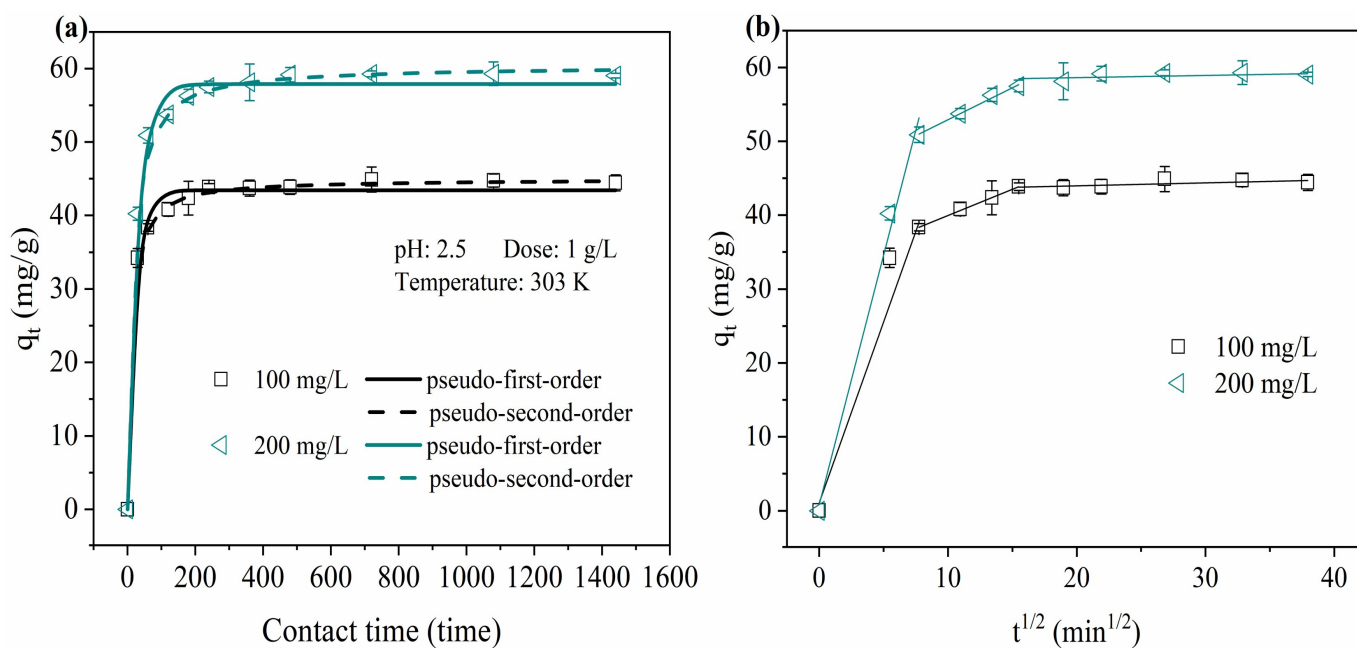 (a)
60
50
40
30
20
10
0
qₜ (mg/g)
pH: 2.5 Dose: 1 g/L
Temperature: 303 K
100 mg/L
pseudo-first-order
pseudo-second-order
200 mg/L
pseudo-first-order
pseudo-second-order
0 200 400 600 800 1000 1200 1400 1600
Contact time (time)
(b)
60
50
40
30
20
10
0
qₜ (mg/g)
100 mg/L
200 mg/L
0 10 20 30 40
t^1/2 (min^1/2)